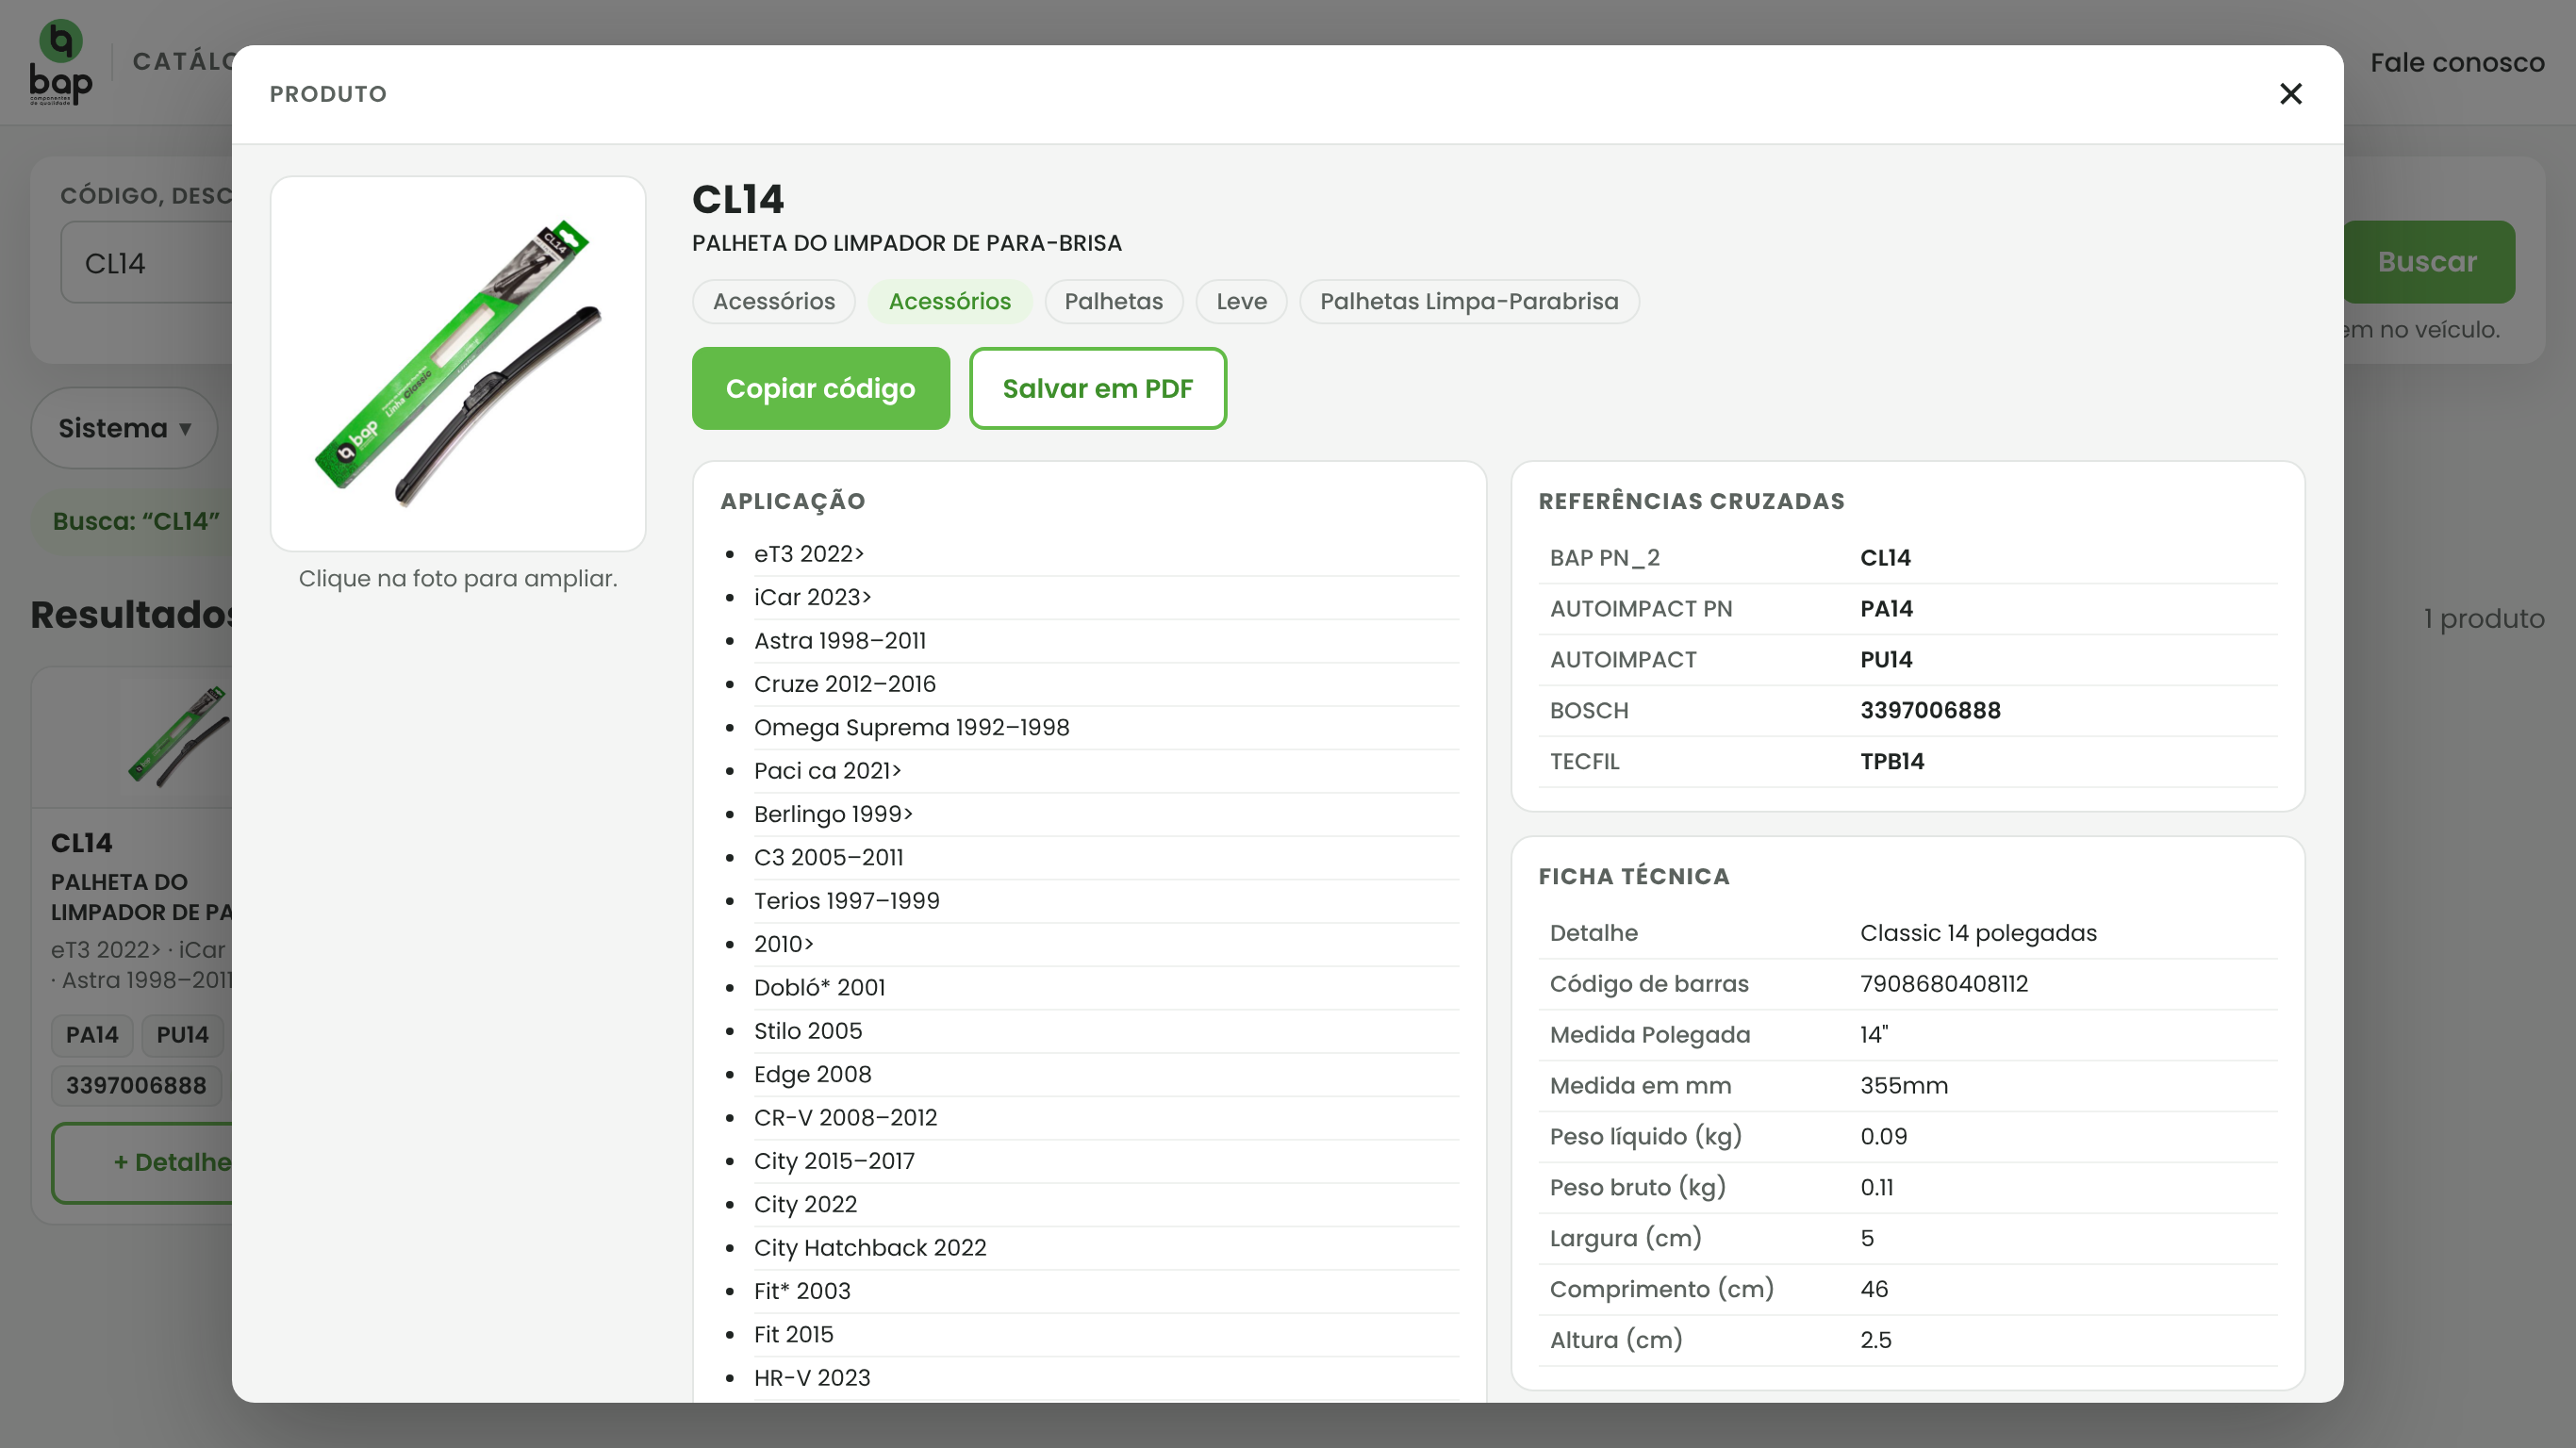 bap
componentes
de qualidade
CATÁLO
Fale conosco
CÓDIGO, DESC
CL14
Buscar
em no veículo.
Sistema ▾
Busca: “CL14”
Resultados
1 produto
CL14
PALHETA DO
LIMPADOR DE PA
eT3 2022> · iCar
· Astra 1998–2011
PA14
PU14
3397006888
+ Detalhe
PRODUTO
CL14
Linha Classic
bap
Clique na foto para ampliar.
CL14
PALHETA DO LIMPADOR DE PARA-BRISA
Acessórios
Acessórios
Palhetas
Leve
Palhetas Limpa-Parabrisa
Copiar código
Salvar em PDF
APLICAÇÃO
• eT3 2022>
• iCar 2023>
• Astra 1998–2011
• Cruze 2012–2016
• Omega Suprema 1992–1998
• Paci ca 2021>
• Berlingo 1999>
• C3 2005–2011
• Terios 1997–1999
• 2010>
• Dobló* 2001
• Stilo 2005
• Edge 2008
• CR-V 2008–2012
• City 2015–2017
• City 2022
• City Hatchback 2022
• Fit* 2003
• Fit 2015
• HR-V 2023
REFERÊNCIAS CRUZADAS
BAP PN_2 CL14
AUTOIMPACT PN PA14
AUTOIMPACT PU14
BOSCH 3397006888
TECFIL TPB14
FICHA TÉCNICA
Detalhe Classic 14 polegadas
Código de barras 7908680408112
Medida Polegada 14"
Medida em mm 355mm
Peso líquido (kg) 0.09
Peso bruto (kg) 0.11
Largura (cm) 5
Comprimento (cm) 46
Altura (cm) 2.5